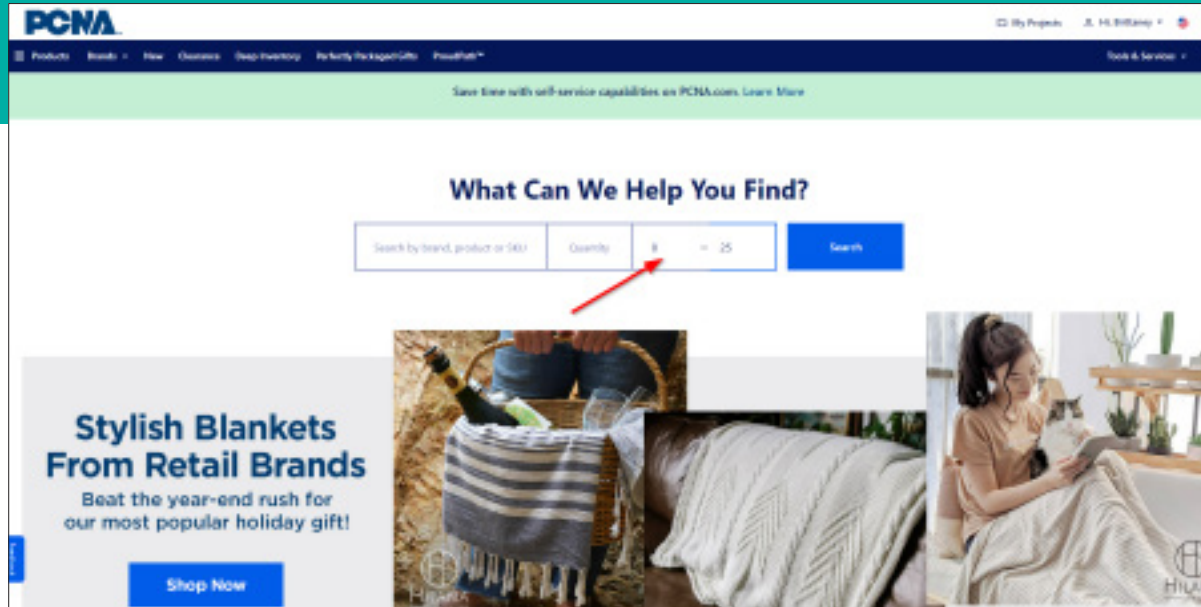 PCNA
My Projects Hi, Brittaney
Products Brands New Clearance Deep Inventory Perfectly Packaged Gifts ProudPath™ Tools & Services
Save time with self-service capabilities on PCNA.com. Learn More
What Can We Help You Find?
Search by brand, product or SKU Quantity – 25 Search
Stylish Blankets
From Retail Brands
Beat the year-end rush for
our most popular holiday gift!
Shop Now
HILANA